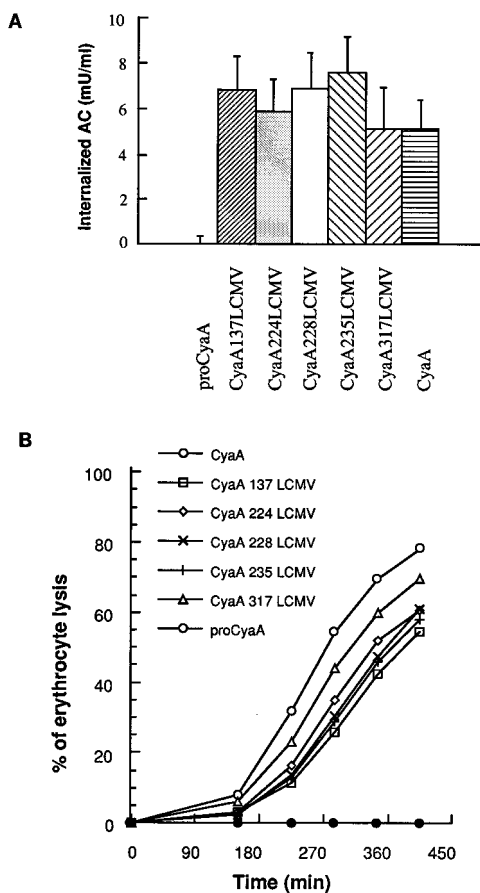 A
Internalized AC (mU/ml)
10
8
6
4
2
0
proCyaA
CyaA137LCMV
CyaA224LCMV
CyaA228LCMV
CyaA235LCMV
CyaA317LCMV
CyaA
B
CyaA
CyaA 137 LCMV
CyaA 224 LCMV
CyaA 228 LCMV
CyaA 235 LCMV
CyaA 317 LCMV
proCyaA
% of erythrocyte lysis
100
80
60
40
20
0
0 90 180 270 360 450
Time (min)